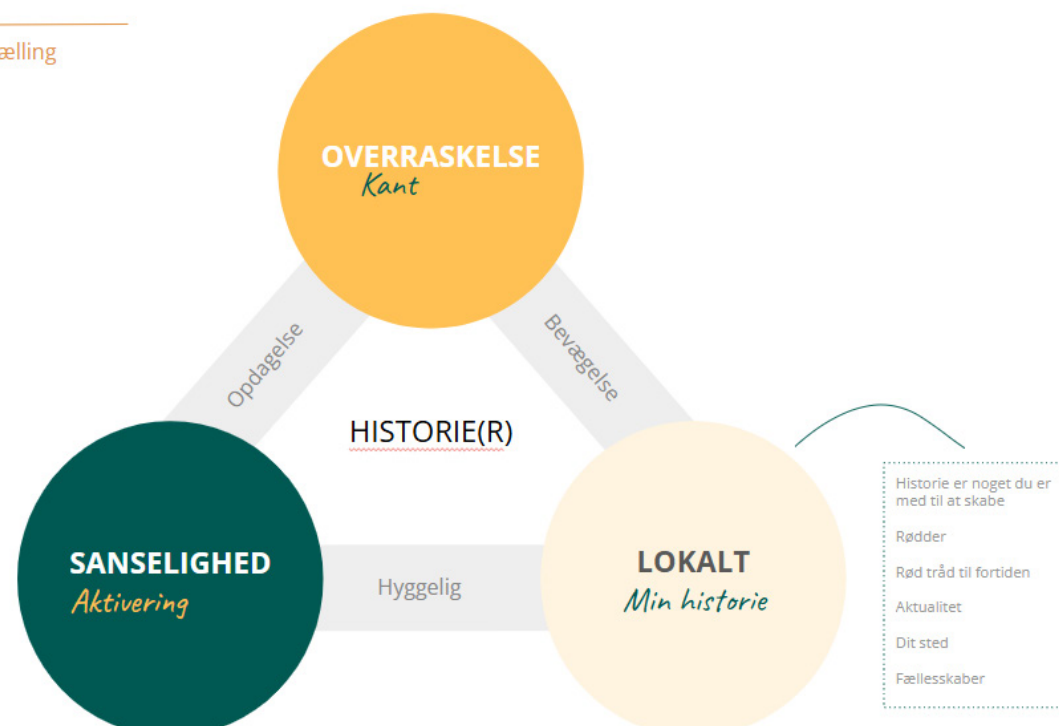 ælling
OVERRASKELSE
Kant
Opdagelse
Bevægelse
HISTORIE(R)
SANSELIGHED
Aktivering
Hyggelig
LOKALT
Min historie
Historie er noget du er
med til at skabe
Rødder
Rød tråd til fortiden
Aktualitet
Dit sted
Fællesskaber